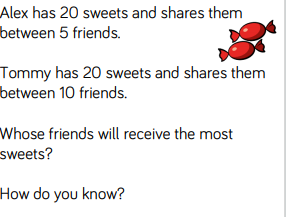 Alex has 20 sweets and shares them
between 5 friends.
Tommy has 20 sweets and shares them
between 10 friends.
Whose friends will receive the most
sweets?
How do you know?